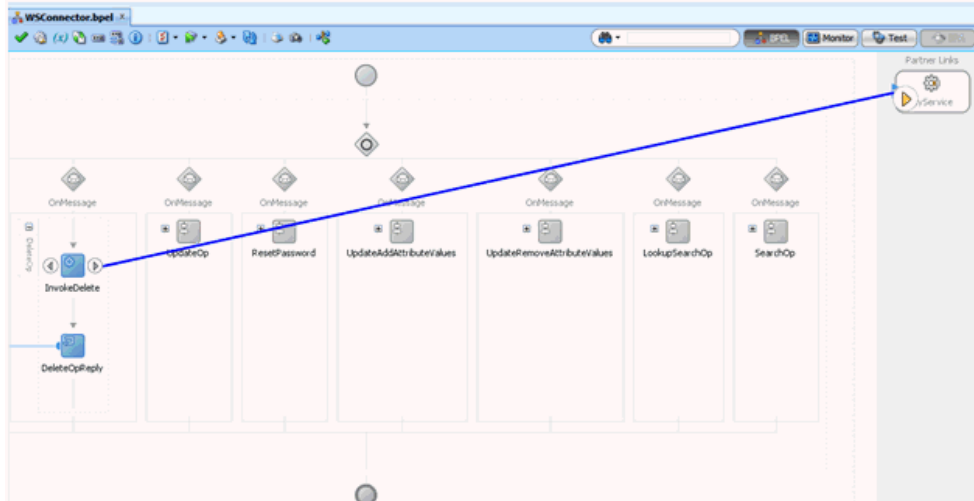 WSConnector.bpel
(x)
BPEL Monitor Test
Partner Links
Service
OnMessage OnMessage OnMessage OnMessage OnMessage OnMessage OnMessage
DeleteOp UpdateOp ResetPassword UpdateAddAttributeValues UpdateRemoveAttributeValues LookupSearchOp SearchOp
InvokeDelete
DeleteOpReply